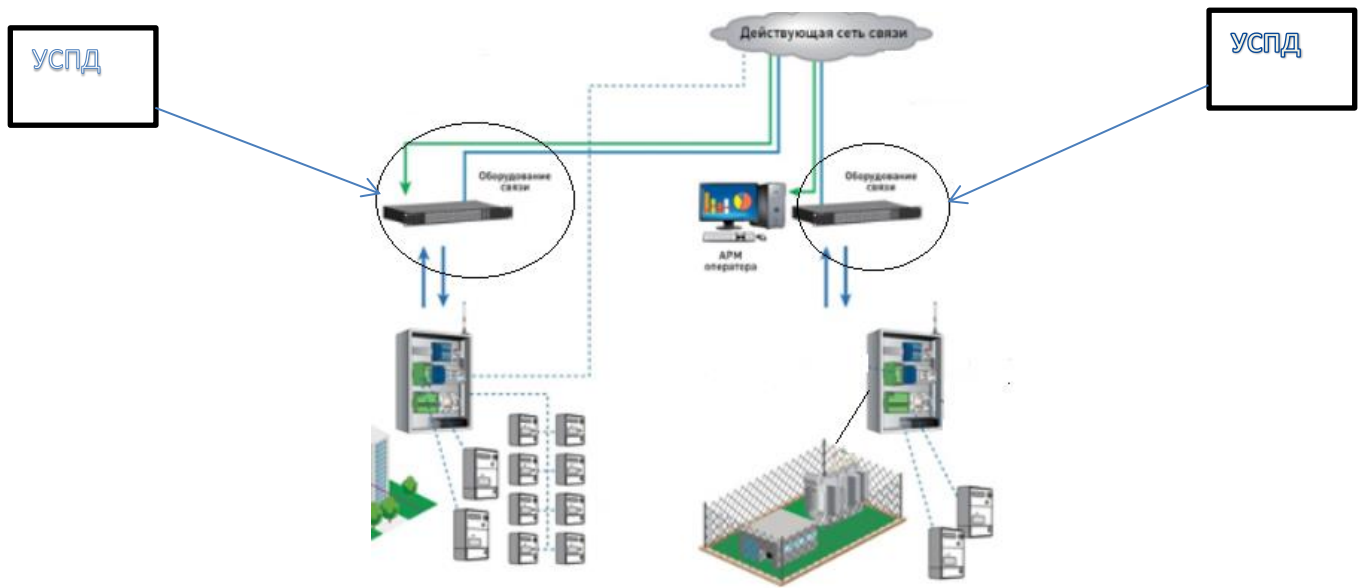 УСПД
Действующая сеть связи
УСПД
Оборудование
связи
Оборудование
связи
АРМ
оператора